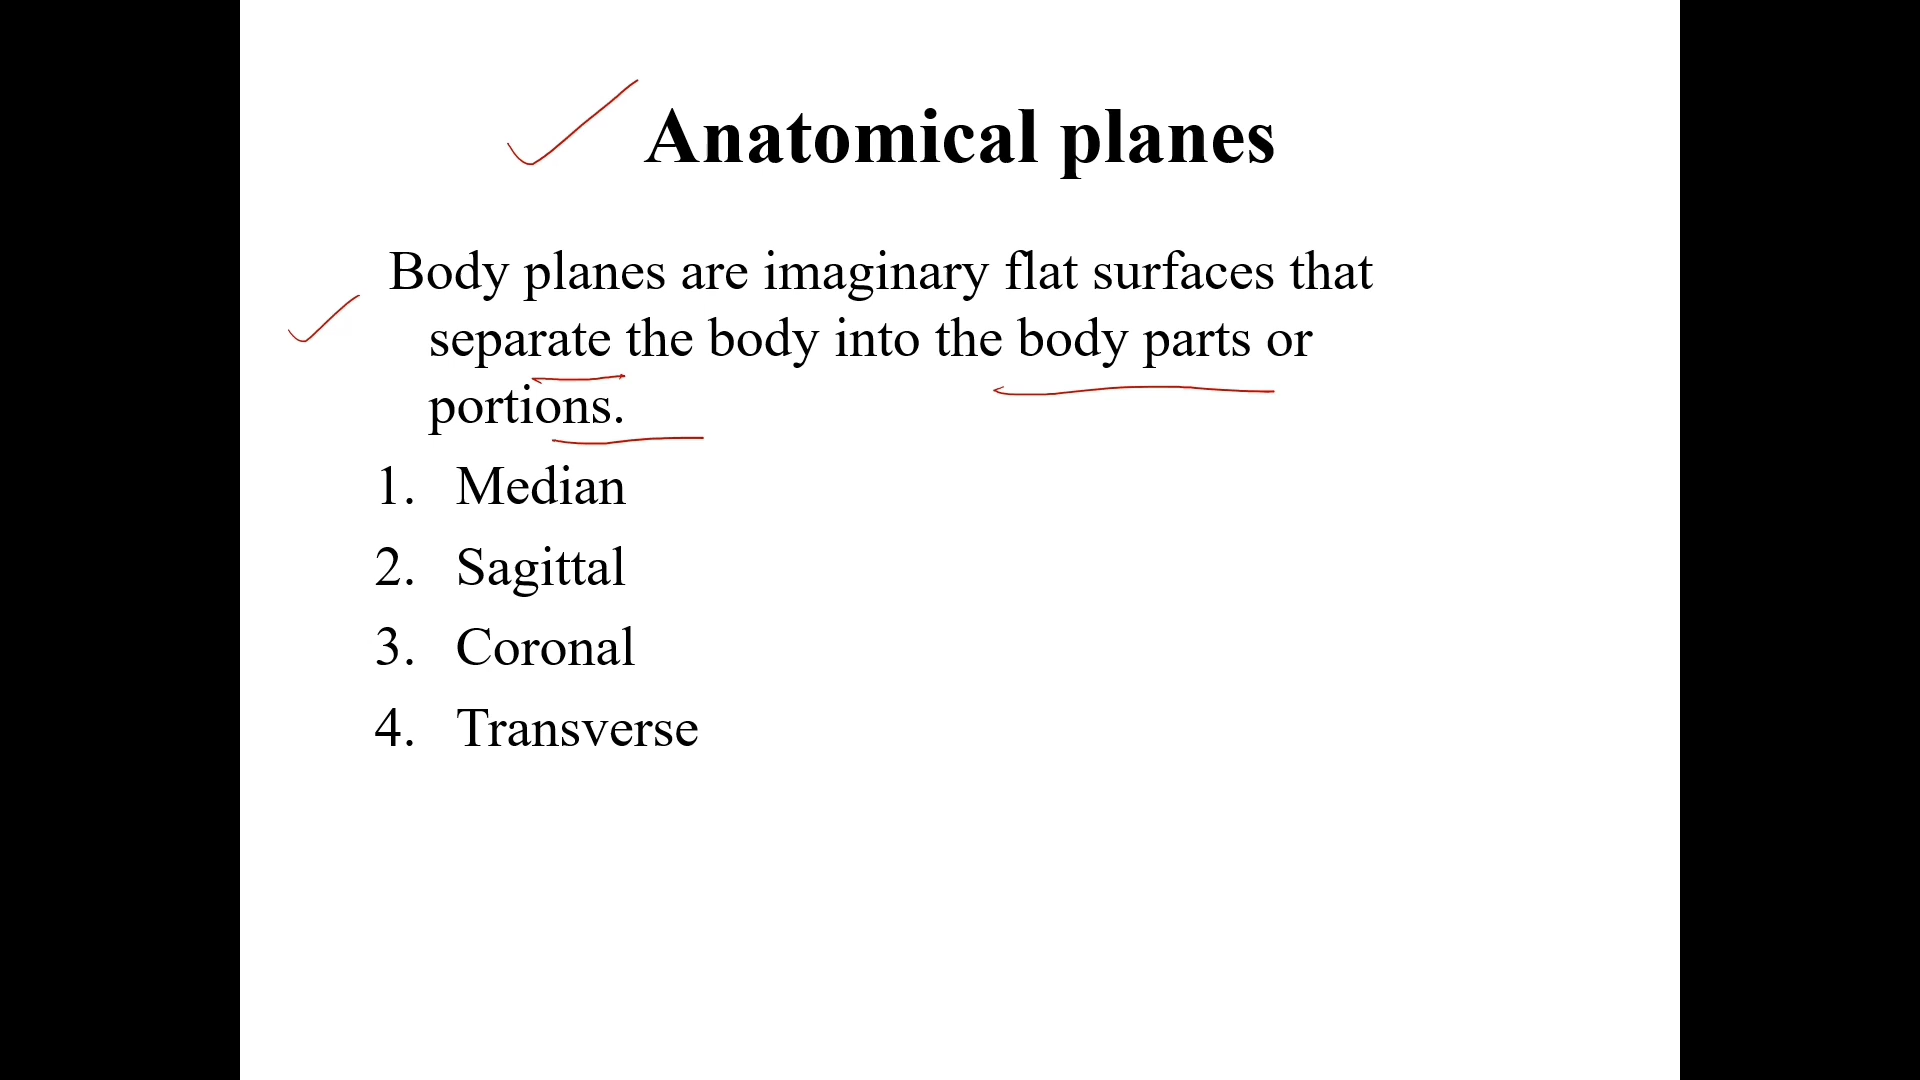 Anatomical planes
Body planes are imaginary flat surfaces that
separate the body into the body parts or
portions.
1. Median
2. Sagittal
3. Coronal
4. Transverse